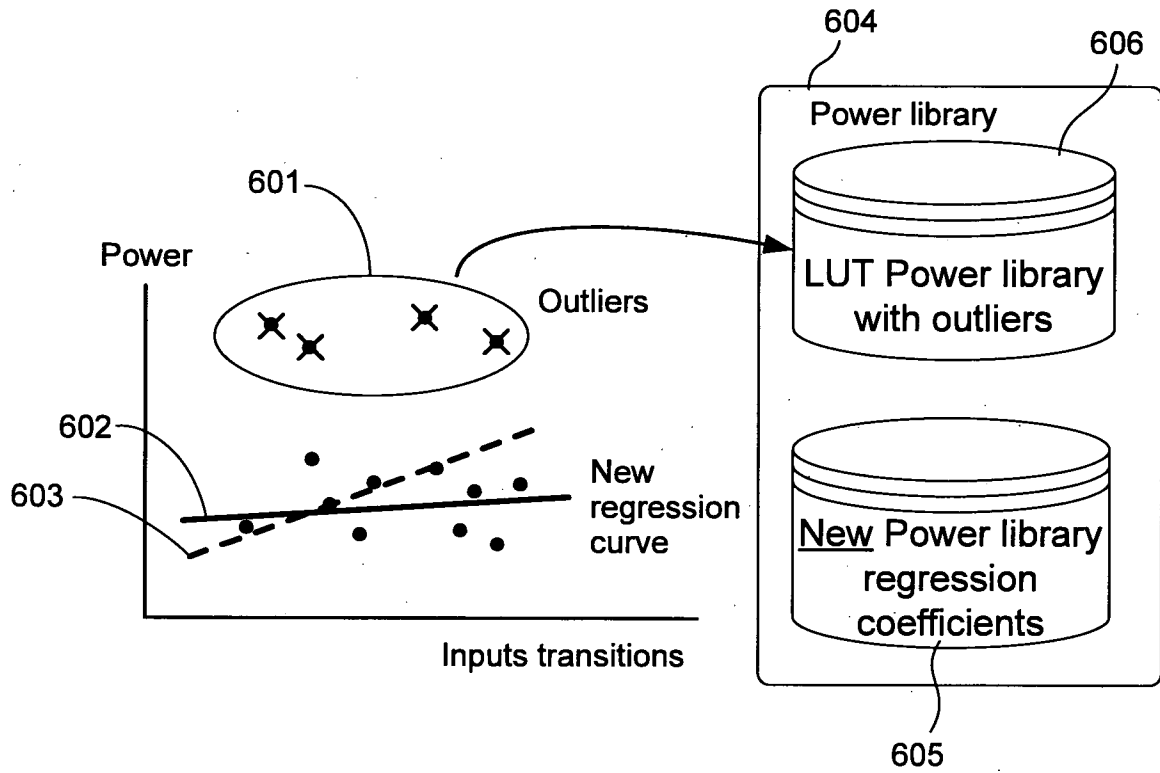 604
606
Power library
601
Power
Outliers
LUT Power library
with outliers
602
603
New
regression
curve
New Power library
regression
coefficients
Inputs transitions
605